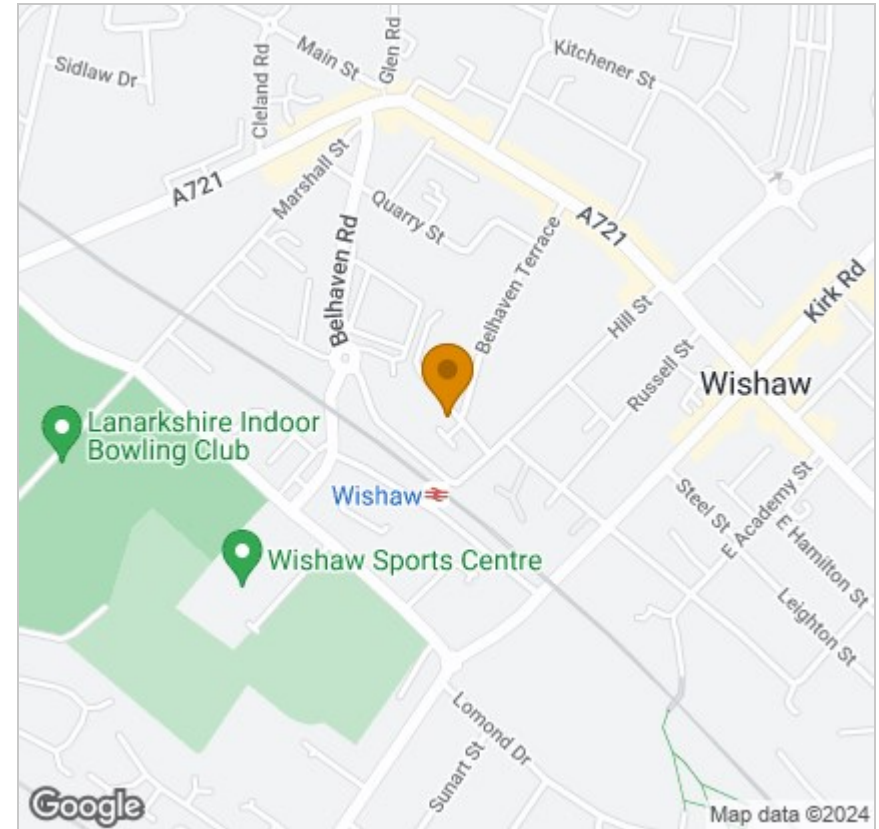 Sidlaw Dr
Cleland Rd
Main St
Glen Rd
Kitchener St
A721
Marshall St
Quarry St
Belhaven Rd
Belhaven Terrace
A721
Kirk Rd
Hill St
Russell St
Wishaw
Lanarkshire Indoor
Bowling Club
Wishaw
Wishaw Sports Centre
Steel St
E Academy St
E Hamilton St
Leighton St
Lomond Dr
Sunart St
Google
Map data ©2024